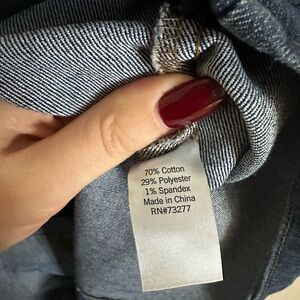 70% Cotton
29% Polyester
1% Spandex
Made in China
RN#73277